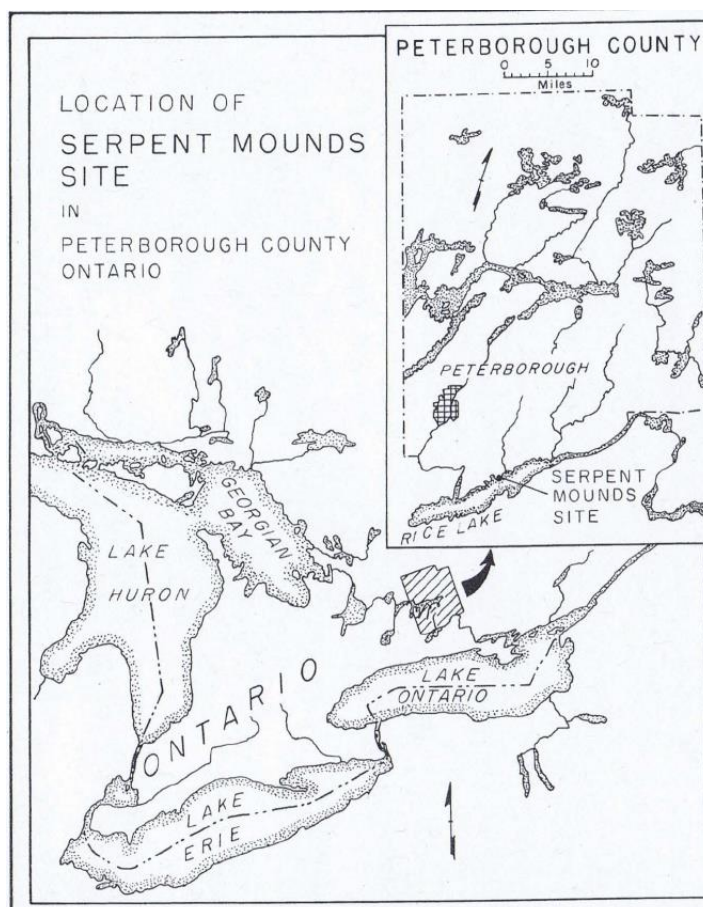 LOCATION OF
SERPENT MOUNDS
SITE
IN
PETERBOROUGH COUNTY
ONTARIO
PETERBOROUGH COUNTY
0 5 10
Miles
PETERBOROUGH
SERPENT
MOUNDS
SITE
RICE LAKE
GEORGIAN
BAY
LAKE
HURON
ONTARIO
LAKE
ONTARIO
LAKE
ERIE